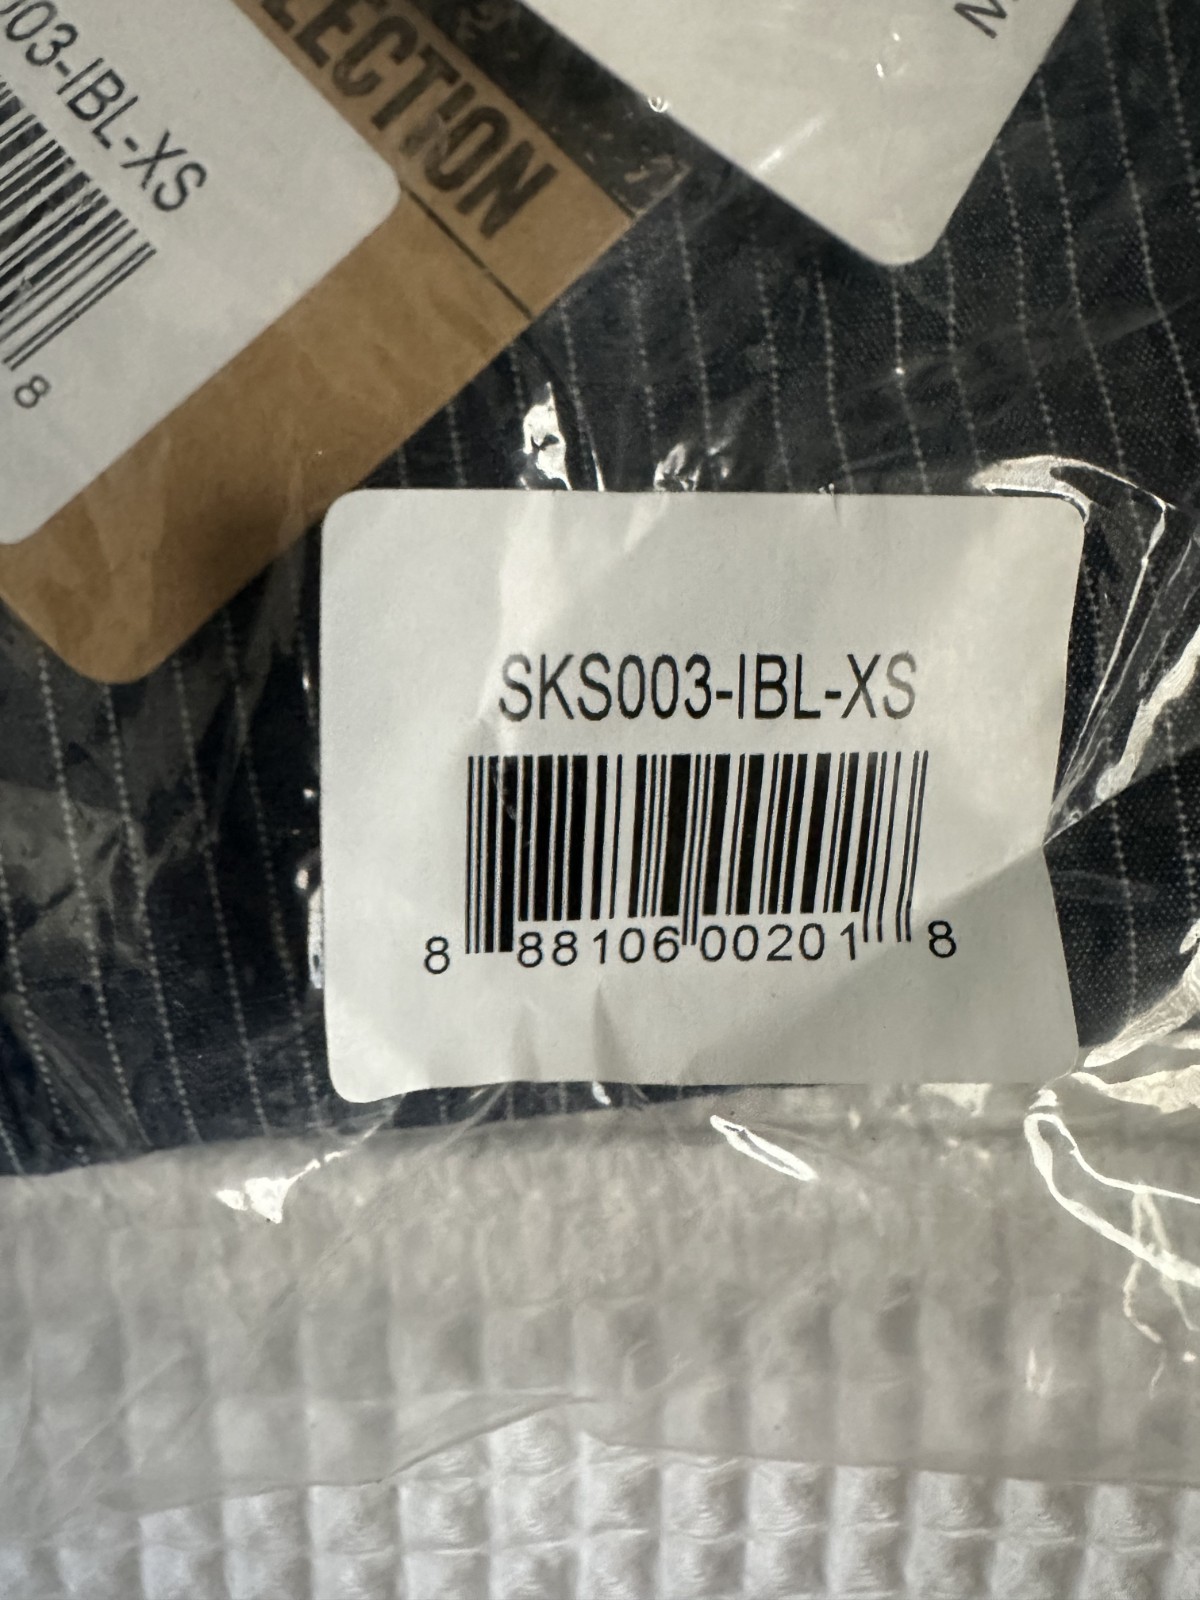 003-IBL-XS
8
LECTION
SKS003-IBL-XS
8 88106 00201 8